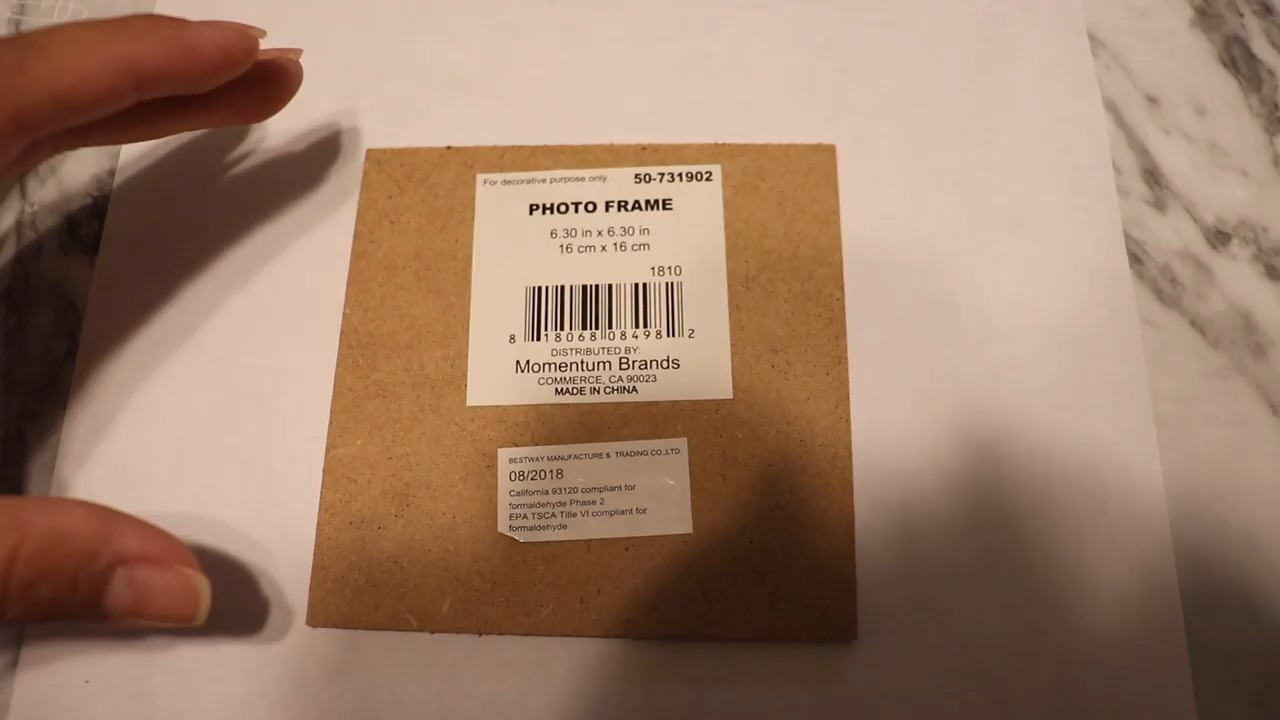 For decorative purpose only. 50-731902
PHOTO FRAME
6.30 in x 6.30 in
16 cm x 16 cm
1810
8 18068 08498 2
DISTRIBUTED BY:
Momentum Brands
COMMERCE, CA 90023
MADE IN CHINA
BESTWAY MANUFACTURE & TRADING CO.,LTD.
08/2018
California 93120 compliant for
formaldehyde Phase 2
EPA TSCA Title VI compliant for
formaldehyde